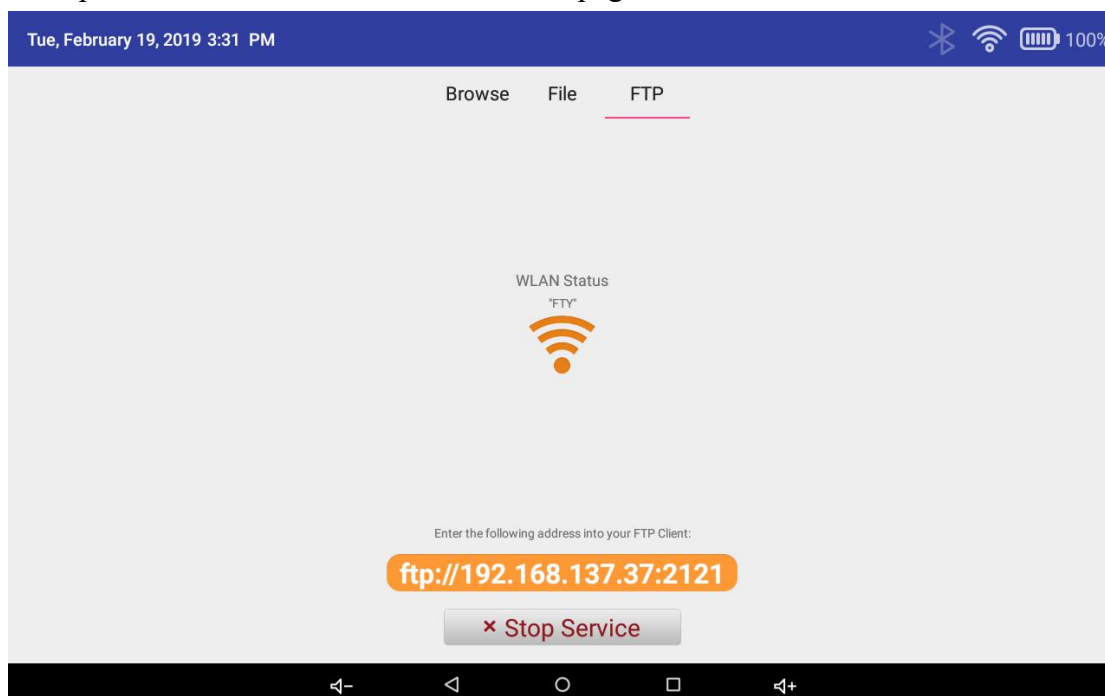 Tue, February 19, 2019 3:31 PM 100%
Browse File FTP
WLAN Status
"FTY"
Enter the following address into your FTP Client:
ftp://192.168.137.37:2121
× Stop Service